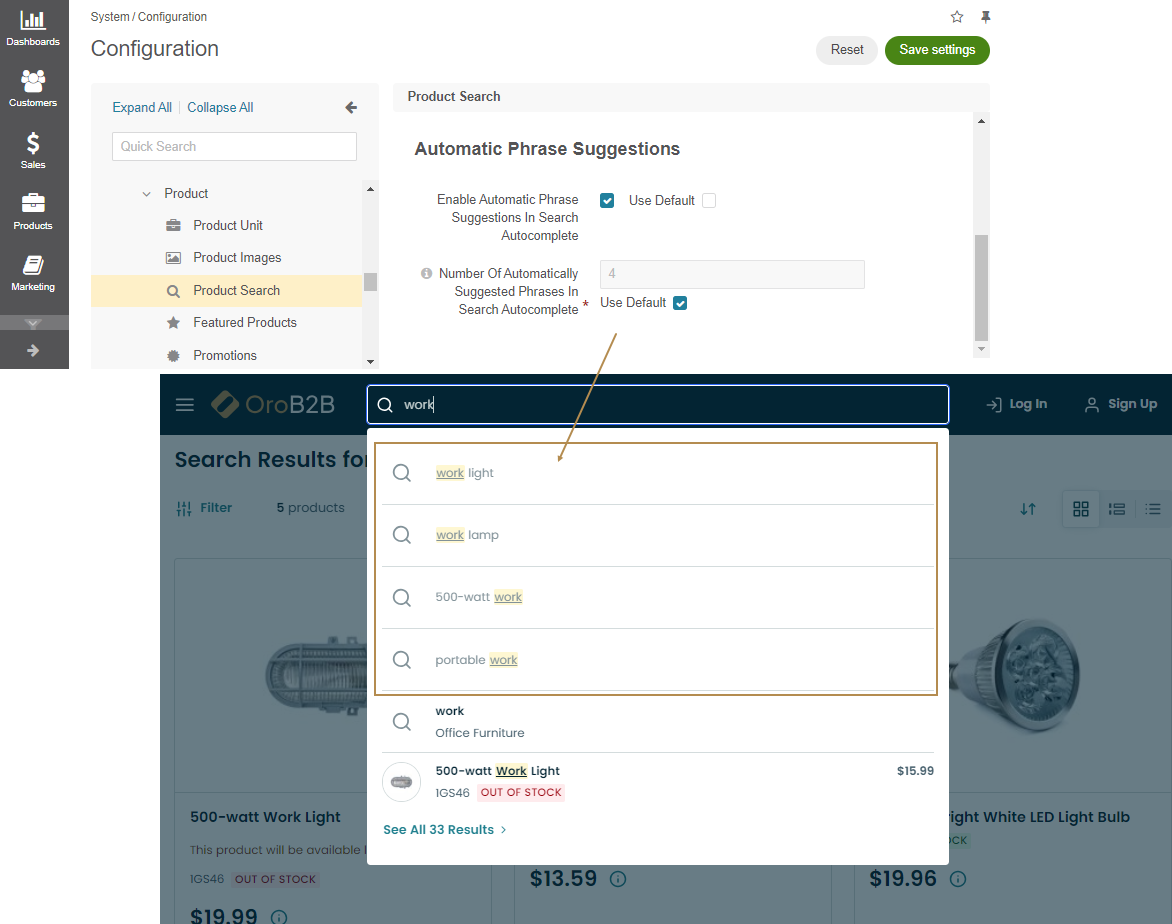 Dashboards
Customers
Sales
Products
Marketing
System / Configuration
Configuration
Reset
Save settings
Expand All
Collapse All
Quick Search
Product
Product Unit
Product Images
Product Search
Featured Products
Promotions
Product Search
Automatic Phrase Suggestions
Enable Automatic Phrase
Suggestions In Search
Autocomplete
Use Default
Number Of Automatically
Suggested Phrases In
Search Autocomplete *
4
Use Default
OroB2B
work
Log In
Sign Up
Search Results for
Filter
5 products
work light
work lamp
500-watt work
portable work
work
Office Furniture
500-watt Work Light
$15.99
1GS46
OUT OF STOCK
See All 33 Results
500-watt Work Light
This product will be available
1GS46
OUT OF STOCK
$19.99
$13.59
right White LED Light Bulb
$19.96